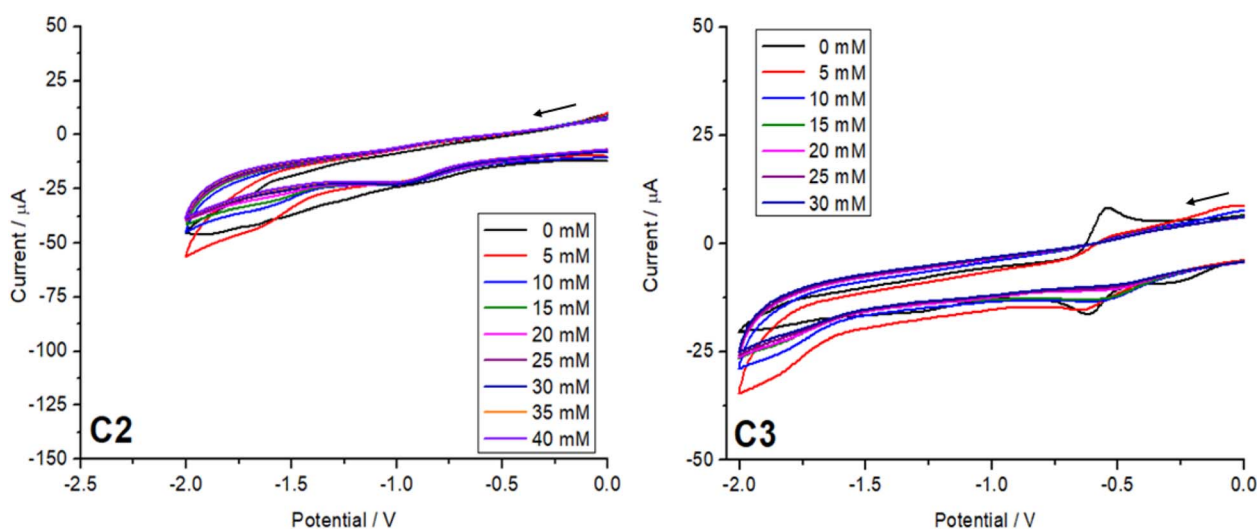 50
25
0
-25
-50
-75
-100
-125
-150
Current / μA
C2
0 mM
5 mM
10 mM
15 mM
20 mM
25 mM
30 mM
35 mM
40 mM
-2.5
-2.0
-1.5
-1.0
-0.5
0.0
Potential / V
50
25
0
-25
-50
Current / μA
0 mM
5 mM
10 mM
15 mM
20 mM
25 mM
30 mM
C3
-2.0
-1.5
-1.0
-0.5
0.0
Potential / V